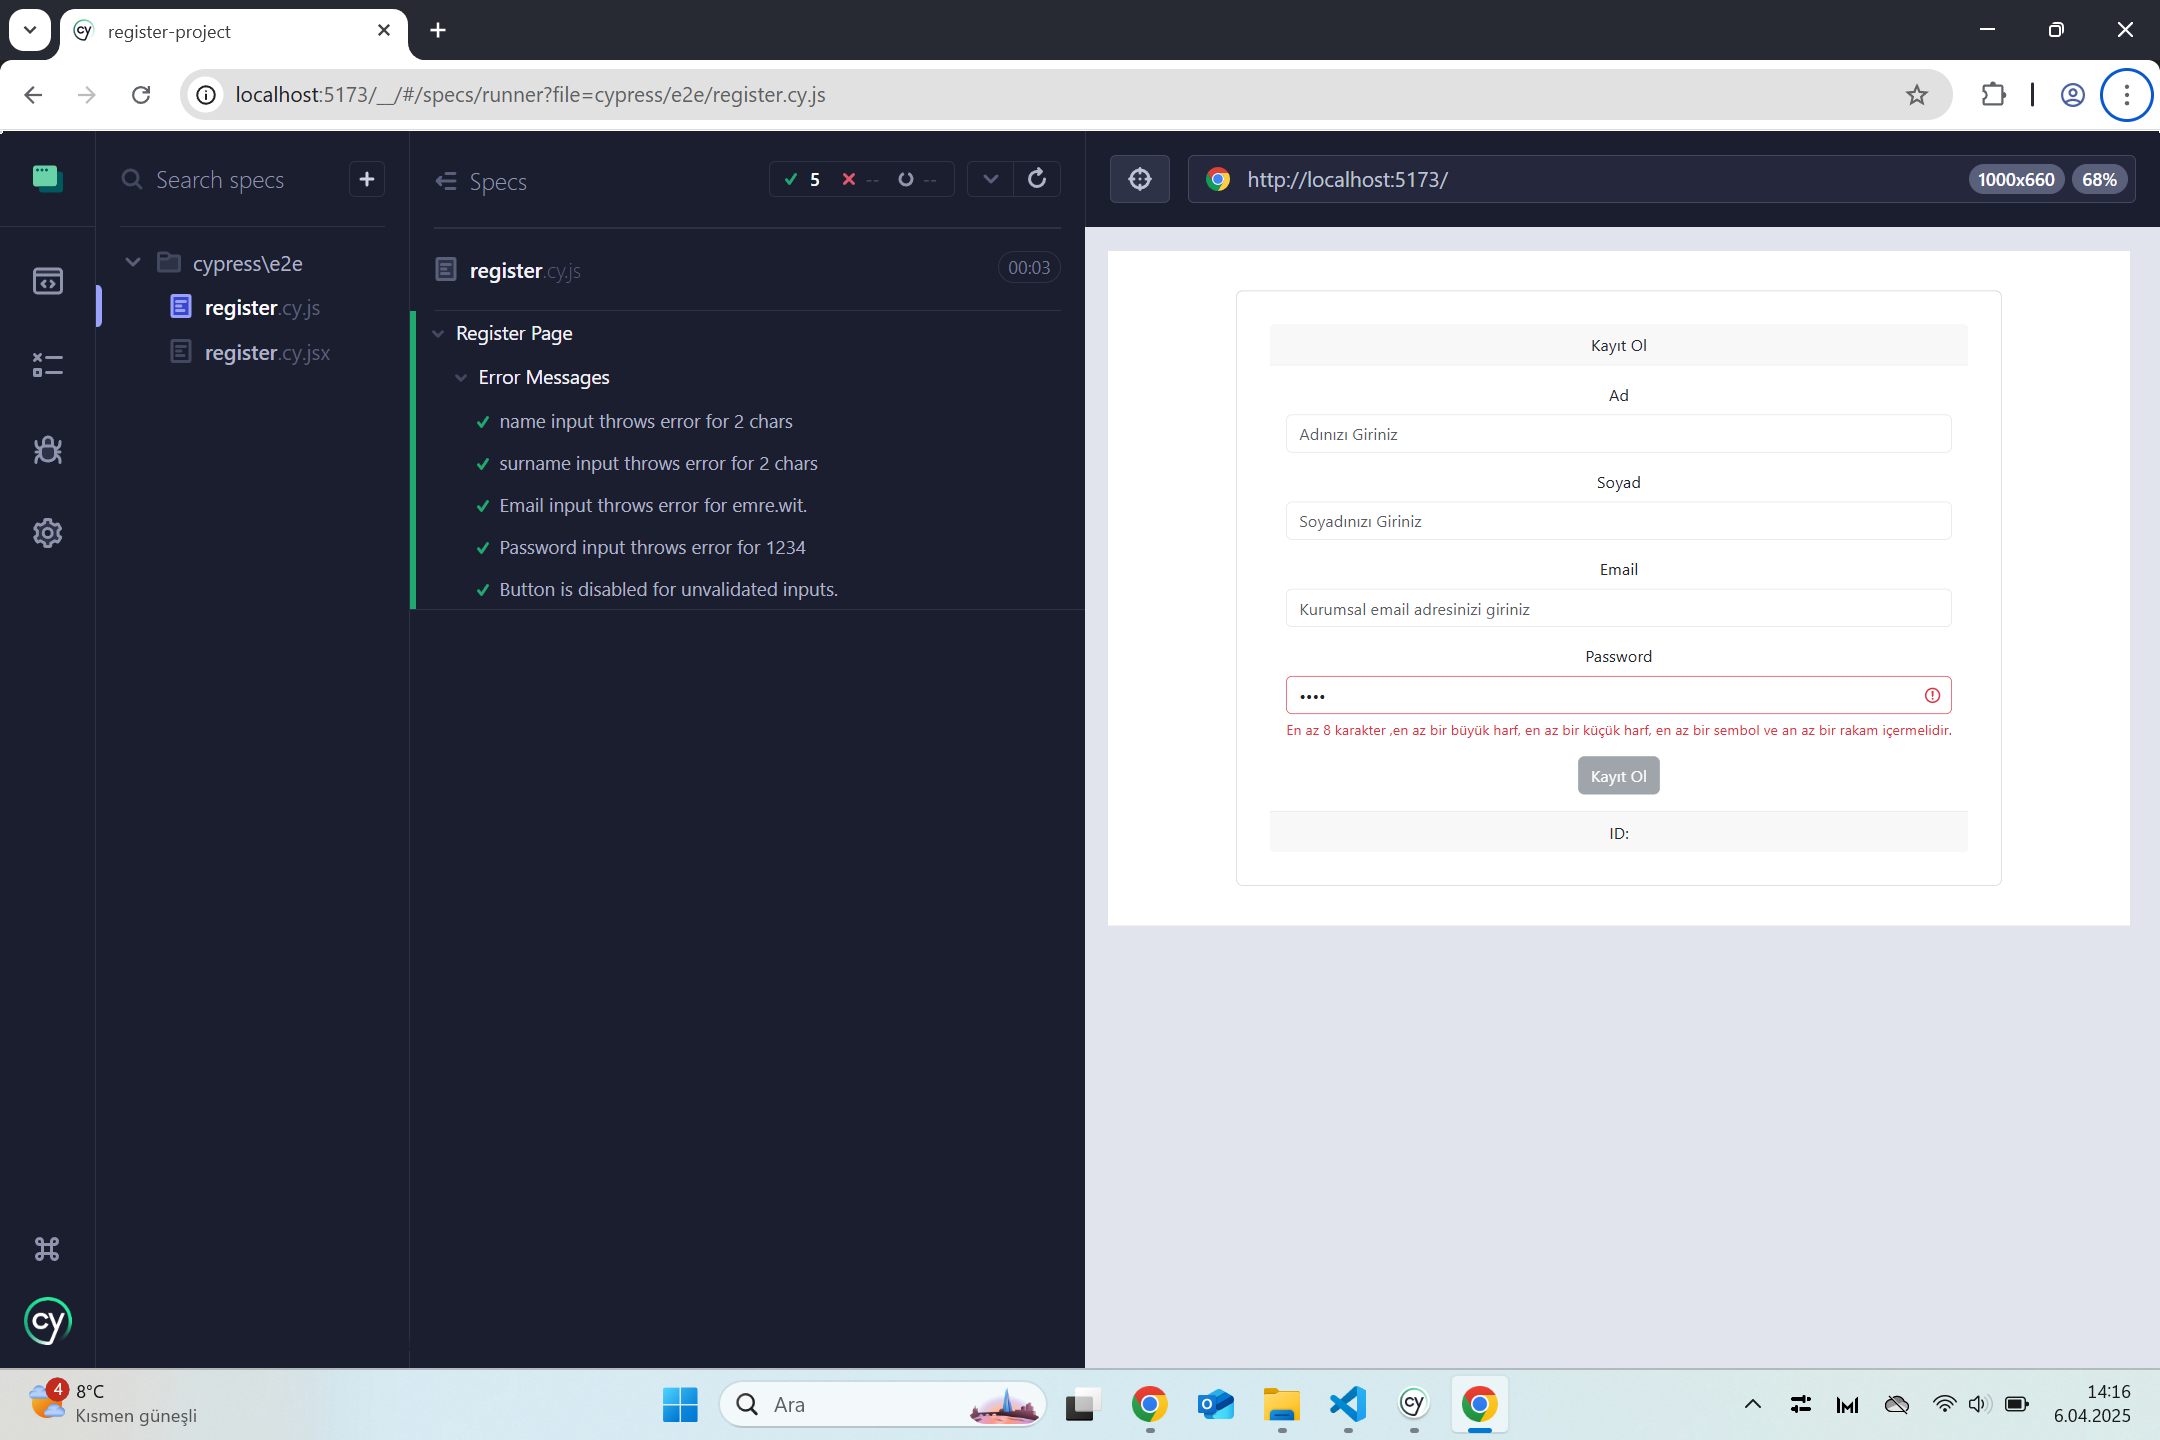 register-project
localhost:5173/__/#/specs/runner?file=cypress/e2e/register.cy.js
Search specs
cypress\e2e
register.cy.js
register.cy.jsx
Specs
5 -- --
register.cy.js
00:03
Register Page
Error Messages
name input throws error for 2 chars
surname input throws error for 2 chars
Email input throws error for emre.wit.
Password input throws error for 1234
Button is disabled for unvalidated inputs.
http://localhost:5173/
1000x660
68%
Kayıt Ol
Ad
Adınızı Giriniz
Soyad
Soyadınızı Giriniz
Email
Kurumsal email adresinizi giriniz
Password
••••
En az 8 karakter ,en az bir büyük harf, en az bir küçük harf, en az bir sembol ve an az bir rakam içermelidir.
Kayıt Ol
ID:
cy
4
8°C
Kısmen güneşli
Ara
14:16
6.04.2025